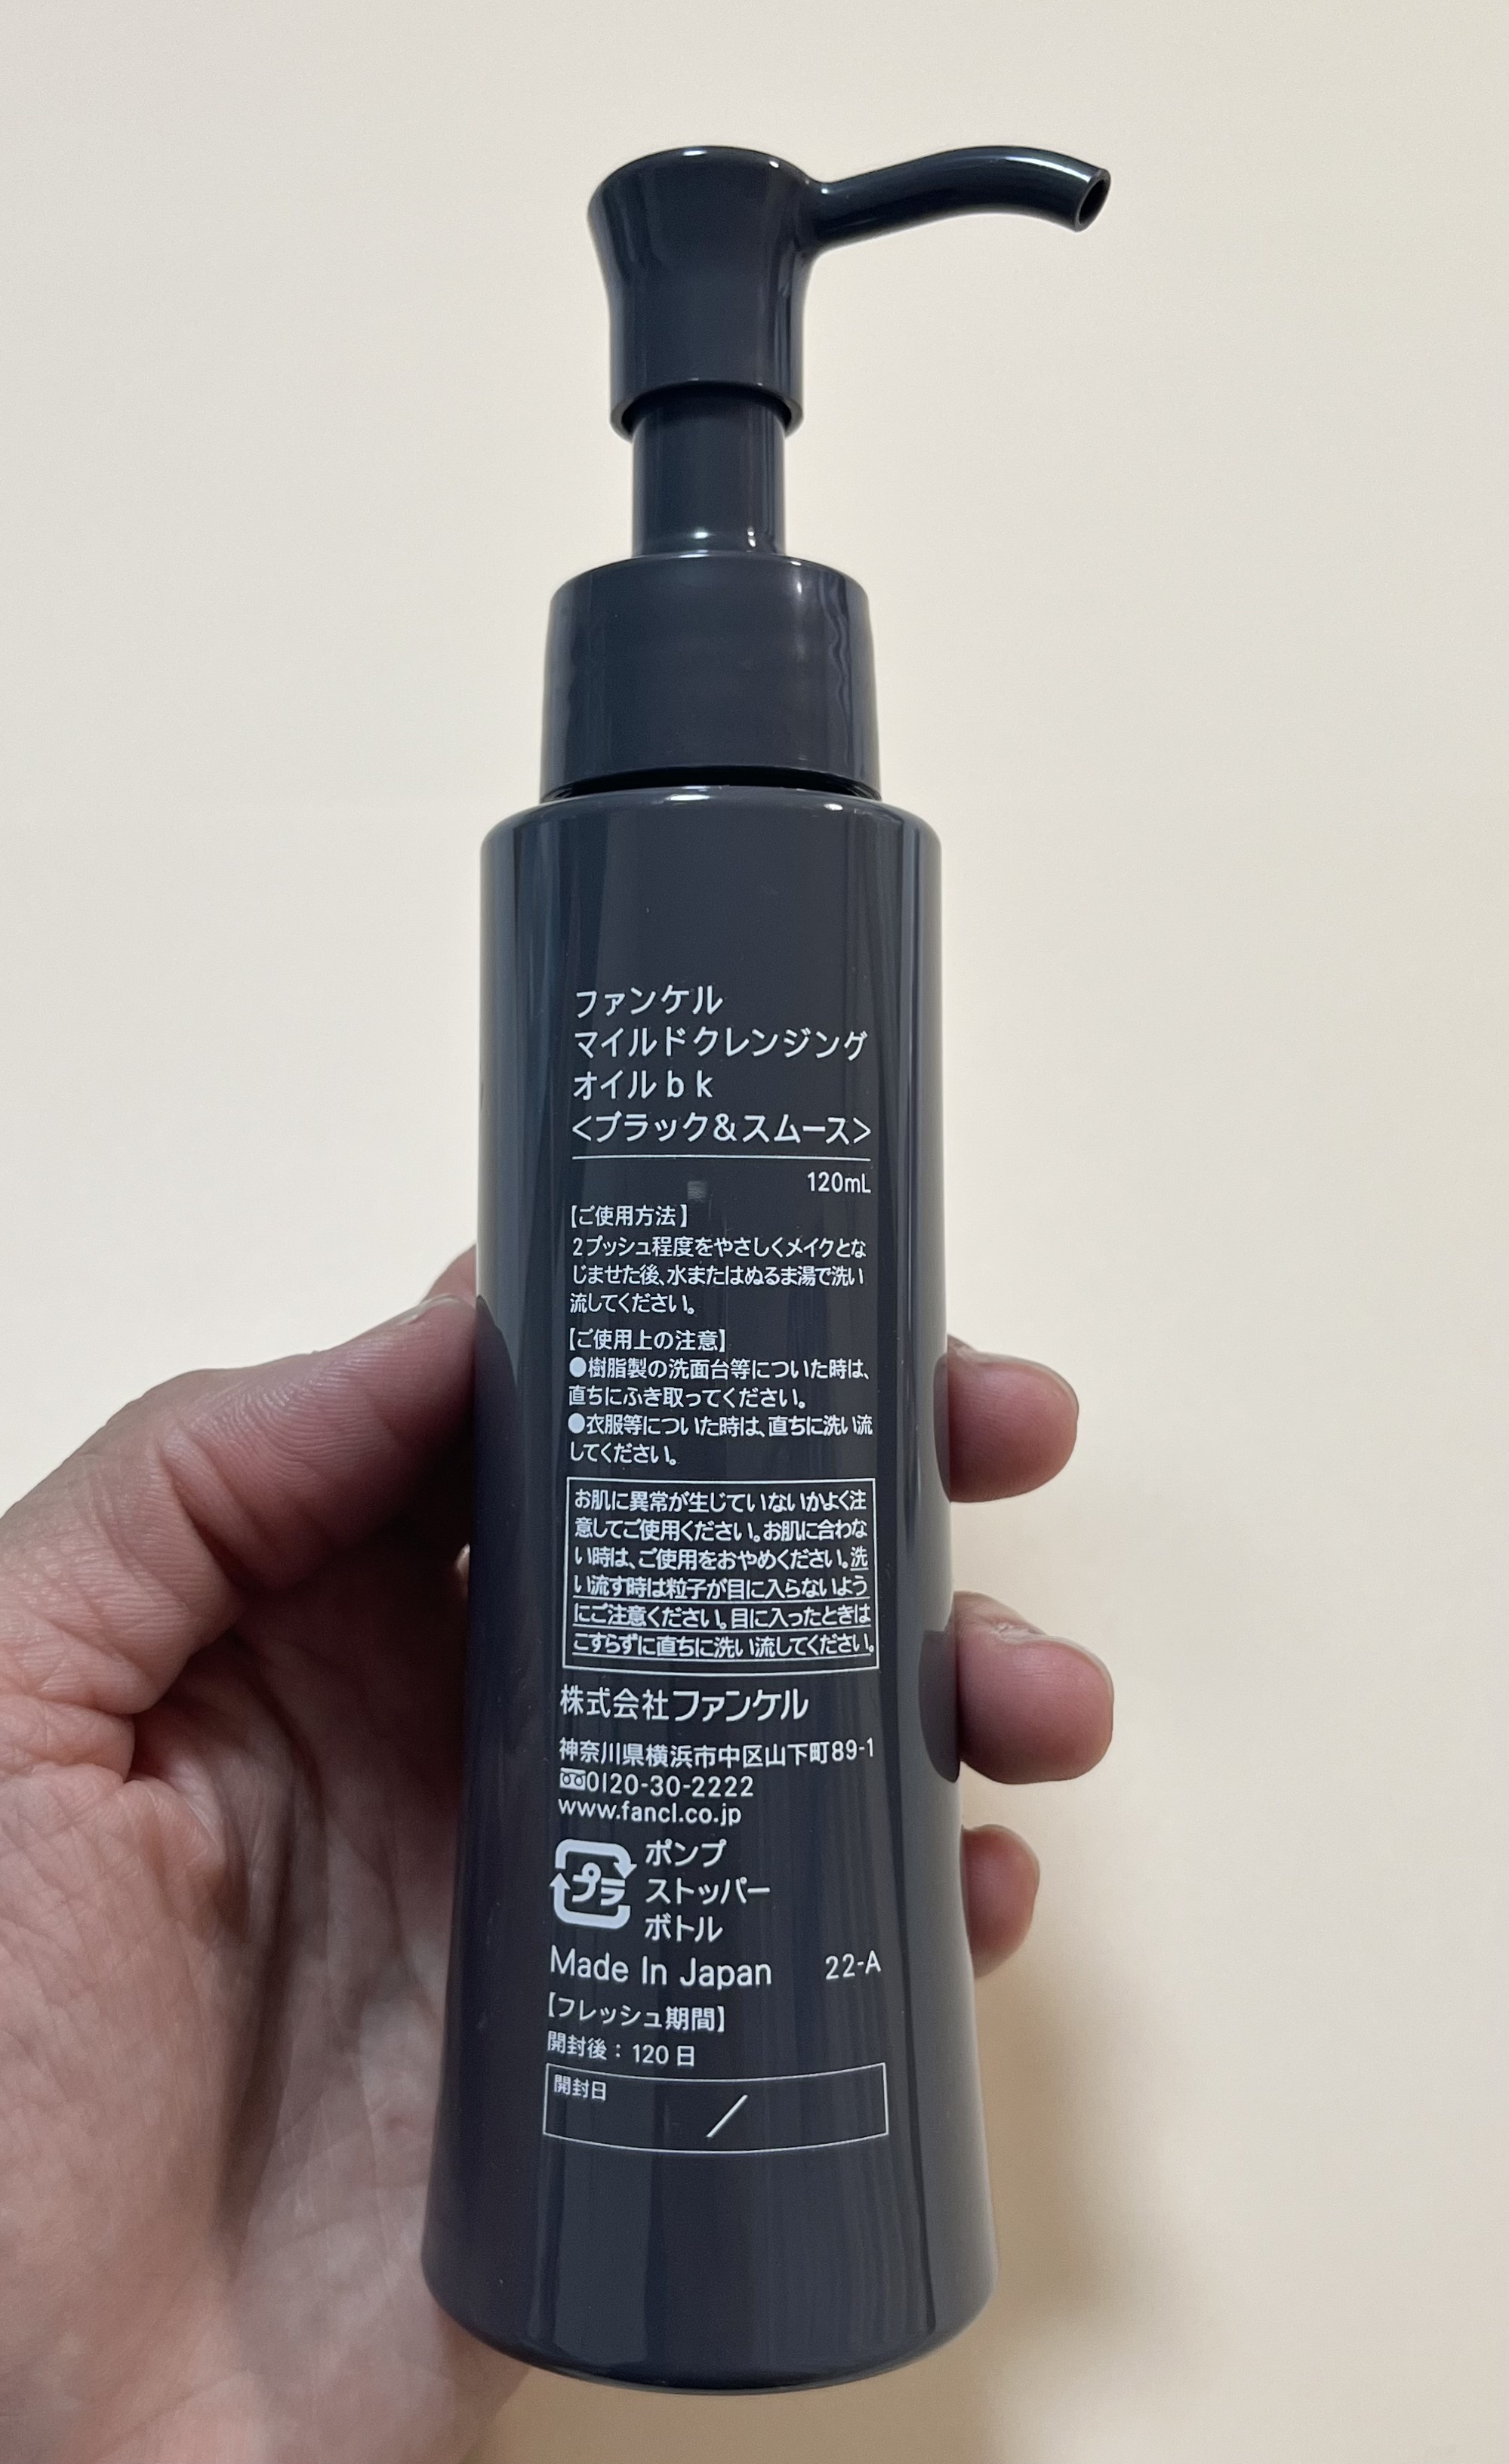 ファンケル
マイルドクレンジング
オイルbk
<ブラック&スムース>
120mL
【ご使用方法】
2プッシュ程度をやさしくメイクとな
じませた後、水またはぬるま湯で洗い
流してください。
【ご使用上の注意】
●樹脂製の洗面台等についた時は、
直ちにふき取ってください。
●衣服等についた時は、直ちに洗い流
してください。
お肌に異常が生じていないかよく注
意してご使用ください。お肌に合わな
い時は、ご使用をおやめください。洗
い流す時は粒子が目に入らないよう
にご注意ください。目に入ったときは
こすらずに直ちに洗い流してください。
株式会社ファンケル
神奈川県横浜市中区山下町89-1
0120-30-2222
www.fancl.co.jp
プラ ポンプ
ストッパー
ボトル
Made In Japan 22-A
【フレッシュ期間】
開封後：120日
開封日 /